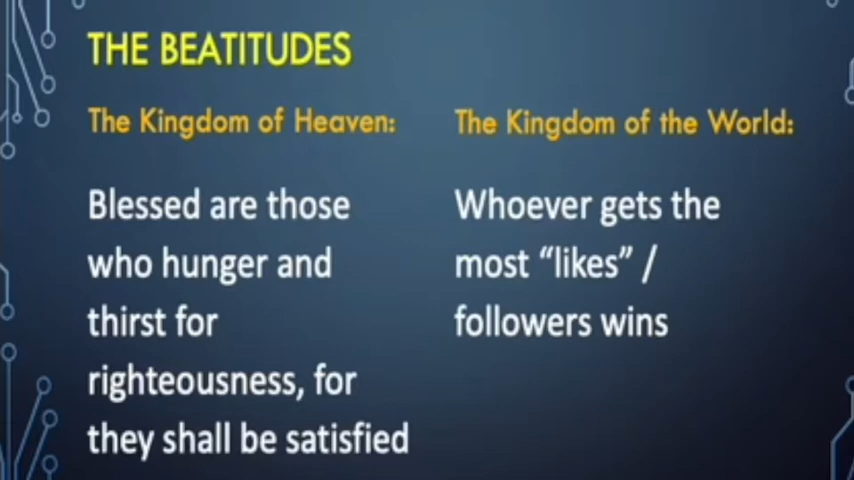 THE BEATITUDES
The Kingdom of Heaven:
Blessed are those
who hunger and
thirst for
righteousness, for
they shall be satisfied
The Kingdom of the World:
Whoever gets the
most “likes” /
followers wins